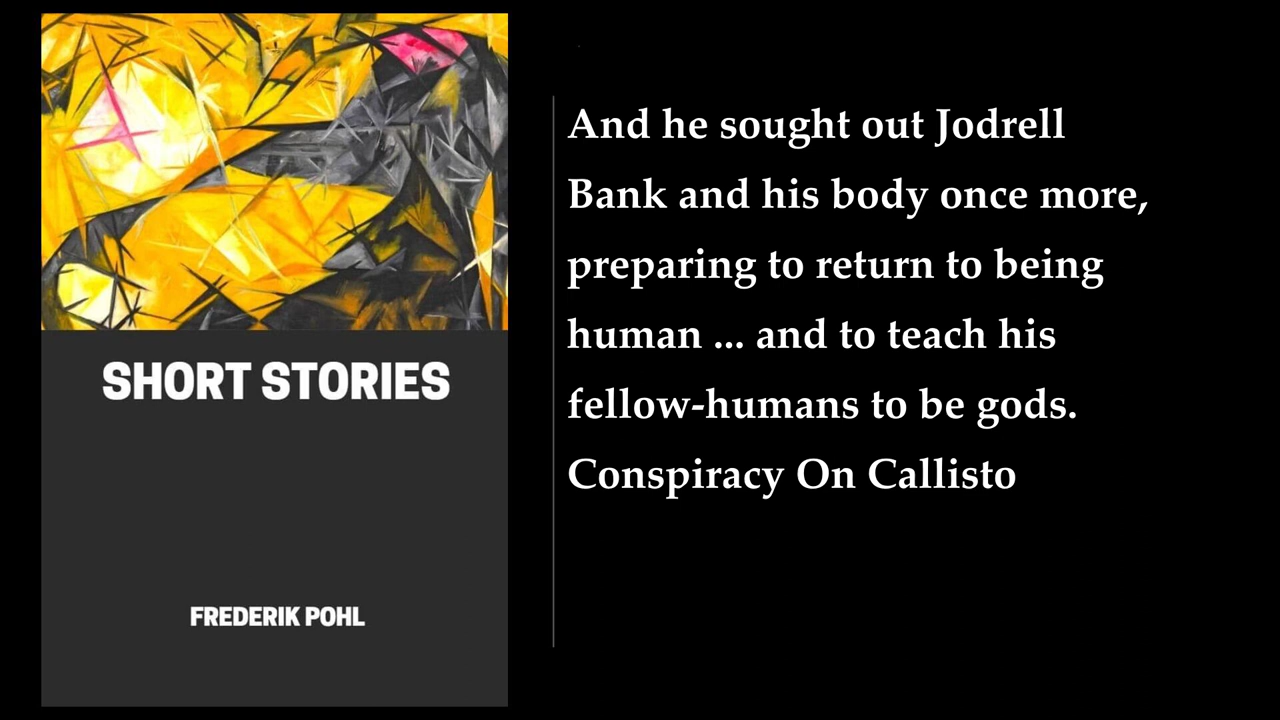 SHORT STORIES
FREDERIK POHL
And he sought out Jodrell
Bank and his body once more,
preparing to return to being
human ... and to teach his
fellow-humans to be gods.
Conspiracy On Callisto